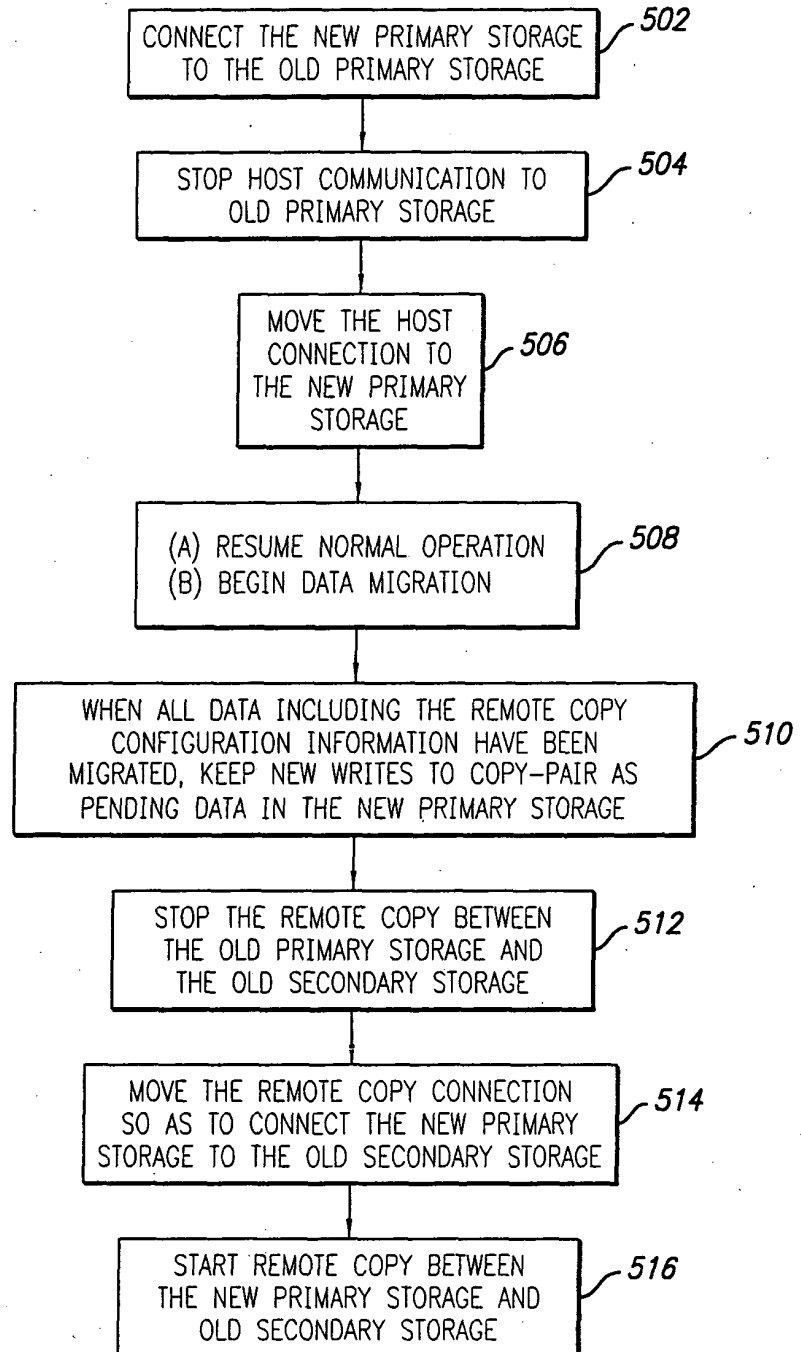 CONNECT THE NEW PRIMARY STORAGE
TO THE OLD PRIMARY STORAGE
502
STOP HOST COMMUNICATION TO
OLD PRIMARY STORAGE
504
MOVE THE HOST
CONNECTION TO
THE NEW PRIMARY
STORAGE
506
(A) RESUME NORMAL OPERATION
(B) BEGIN DATA MIGRATION
508
WHEN ALL DATA INCLUDING THE REMOTE COPY
CONFIGURATION INFORMATION HAVE BEEN
MIGRATED, KEEP NEW WRITES TO COPY-PAIR AS
PENDING DATA IN THE NEW PRIMARY STORAGE
510
STOP THE REMOTE COPY BETWEEN
THE OLD PRIMARY STORAGE AND
THE OLD SECONDARY STORAGE
512
MOVE THE REMOTE COPY CONNECTION
SO AS TO CONNECT THE NEW PRIMARY
STORAGE TO THE OLD SECONDARY STORAGE
514
START REMOTE COPY BETWEEN
THE NEW PRIMARY STORAGE AND
OLD SECONDARY STORAGE
516